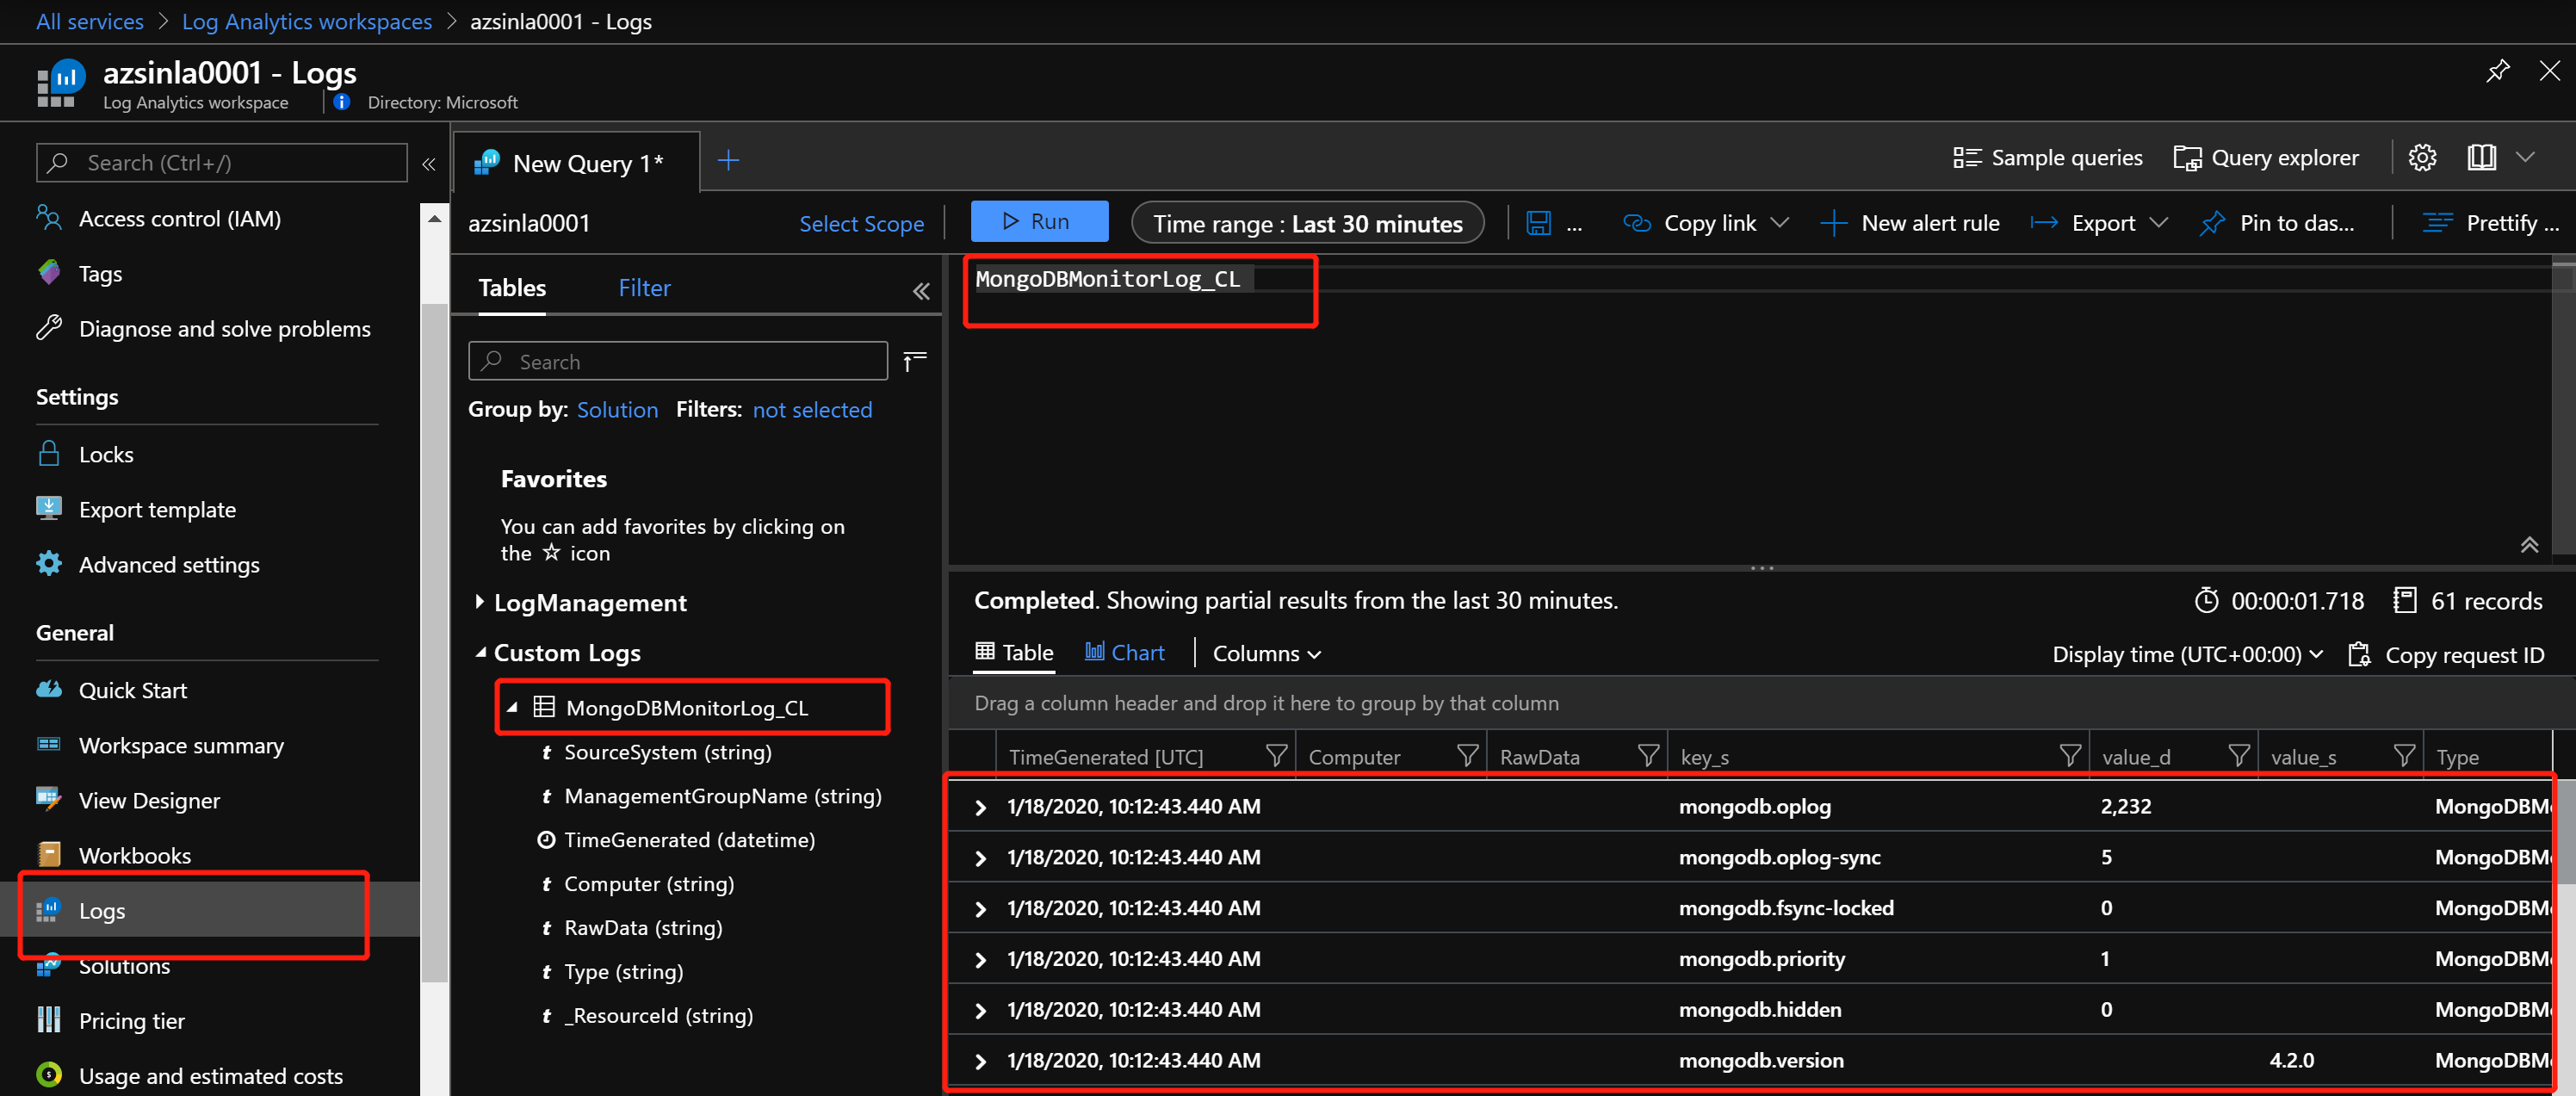 All services > Log Analytics workspaces > azsinla0001 - Logs
azsinla0001 - Logs
Log Analytics workspace
Directory: Microsoft
Search (Ctrl+/)
Access control (IAM)
Tags
Diagnose and solve problems
Settings
Locks
Export template
Advanced settings
General
Quick Start
Workspace summary
View Designer
Workbooks
Logs
Solutions
Pricing tier
Usage and estimated costs
New Query 1*
Sample queries
Query explorer
azsinla0001
Select Scope
Run
Time range : Last 30 minutes
...
Copy link
New alert rule
Export
Pin to das...
Prettify ...
Tables
Filter
Search
Group by: Solution Filters: not selected
Favorites
You can add favorites by clicking on
the ☆ icon
LogManagement
Custom Logs
MongoDBMonitorLog_CL
t SourceSystem (string)
t ManagementGroupName (string)
TimeGenerated (datetime)
t Computer (string)
t RawData (string)
t Type (string)
t _ResourceId (string)
MongoDBMonitorLog_CL
Completed. Showing partial results from the last 30 minutes.
00:00:01.718
61 records
Table
Chart
Columns
Display time (UTC+00:00)
Copy request ID
Drag a column header and drop it here to group by that column
TimeGenerated [UTC] Computer RawData key_s value_d value_s Type
1/18/2020, 10:12:43.440 AM mongodb.oplog 2,232 MongoDBMo
1/18/2020, 10:12:43.440 AM mongodb.oplog-sync 5 MongoDBMo
1/18/2020, 10:12:43.440 AM mongodb.fsync-locked 0 MongoDBMo
1/18/2020, 10:12:43.440 AM mongodb.priority 1 MongoDBMo
1/18/2020, 10:12:43.440 AM mongodb.hidden 0 MongoDBMo
1/18/2020, 10:12:43.440 AM mongodb.version 4.2.0 MongoDBMo